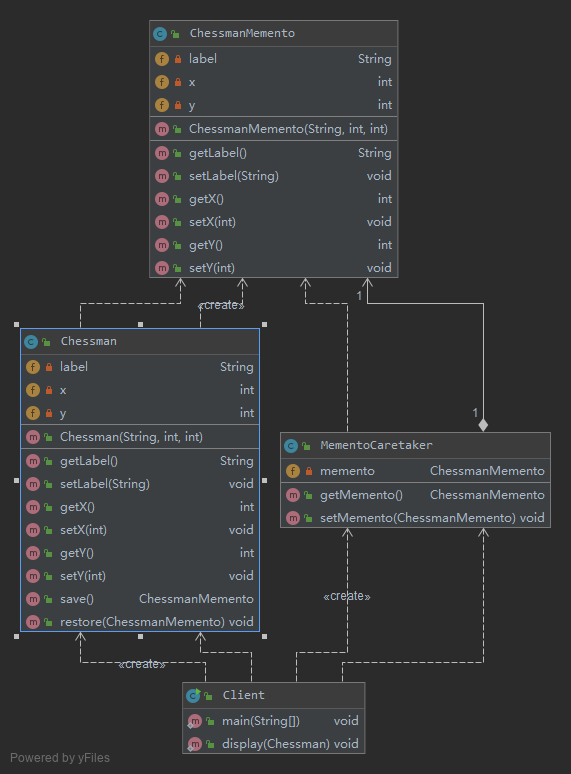 ChessmanMemento
label String
x int
y int
ChessmanMemento(String, int, int)
getLabel() String
setLabel(String) void
getX() int
setX(int) void
getY() int
setY(int) void
«create»
1
Chessman
label String
x int
y int
Chessman(String, int, int)
getLabel() String
setLabel(String) void
getX() int
setX(int) void
getY() int
setY(int) void
save() ChessmanMemento
restore(ChessmanMemento) void
1
MementoCaretaker
memento ChessmanMemento
getMemento() ChessmanMemento
setMemento(ChessmanMemento) void
«create»
«create»
Client
main(String[]) void
display(Chessman) void
Powered by yFiles